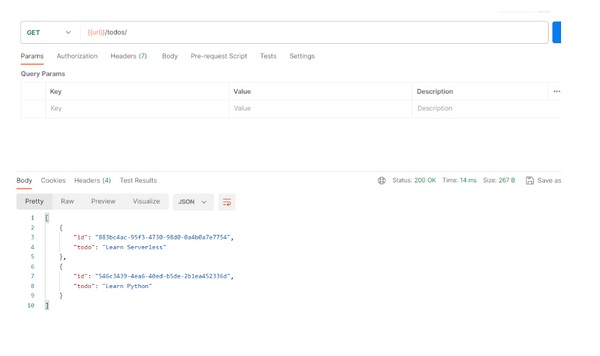 GET {{url}}/todos/
Params Authorization Headers (7) Body Pre-request Script Tests Settings
Query Params
Key Value Description
Key Value Description
Body Cookies Headers (4) Test Results Status: 200 OK Time: 14 ms Size: 267 B Save as
Pretty Raw Preview Visualize JSON
1 [
2 {
3 "id": "883bc4ac-95f3-4730-98d0-0a4b0a7e7754",
4 "todo": "Learn Serverless"
5 },
6 {
7 "id": "546c3439-4ea6-40ed-b5de-2b1ea452336d",
8 "todo": "Learn Python"
9 }
10 ]